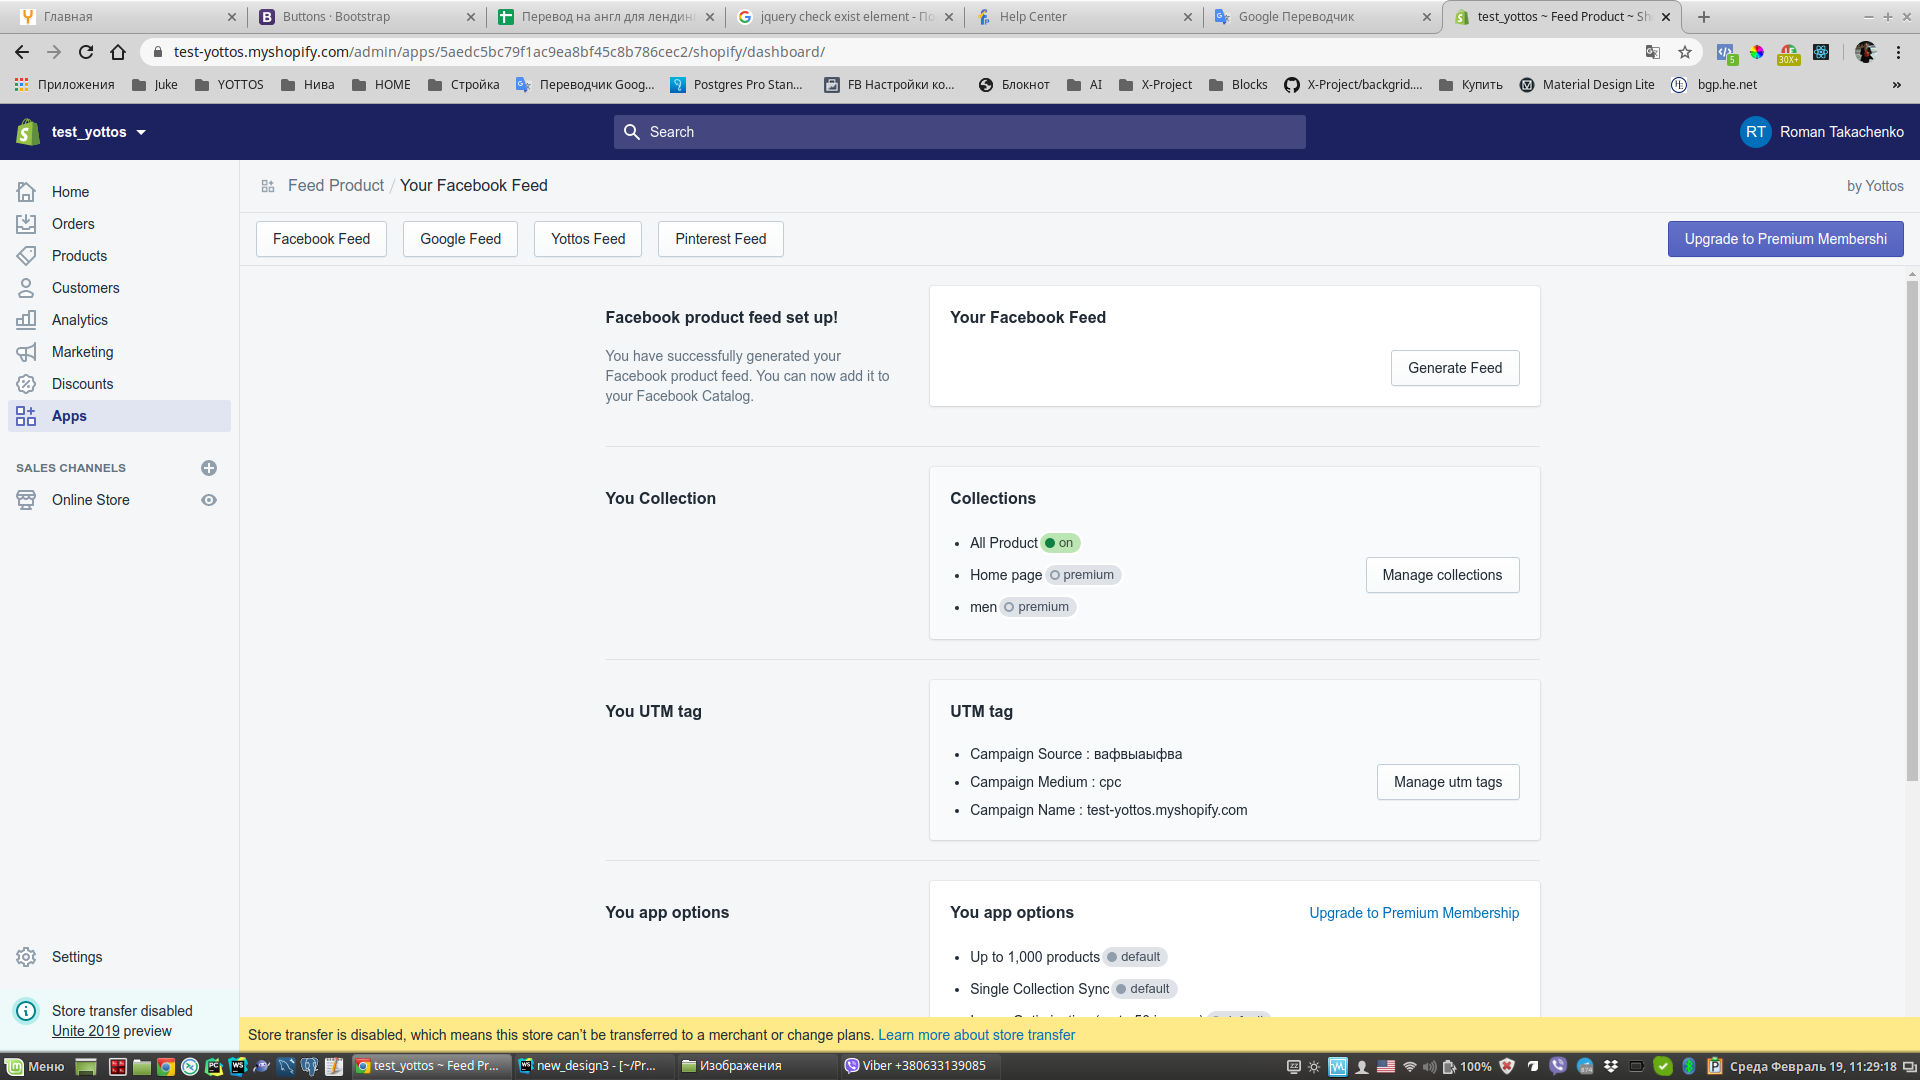 Главная
Buttons · Bootstrap
Перевод на англ для лендин
jquery check exist element - По
Help Center
Google Переводчик
test_yottos ~ Feed Product ~ Sh
test-yottos.myshopify.com/admin/apps/5aedc5bc79f1ac9ea8bf45c8b786cec2/shopify/dashboard/
5
30X+
Приложения
Juke
YOTTOS
Нива
HOME
Стройка
Переводчик Goog...
Postgres Pro Stan...
FB Настройки ко...
Блокнот
AI
X-Project
Blocks
X-Project/backgrid....
Купить
Material Design Lite
bgp.he.net
»
test_yottos
Search
RT
Roman Takachenko
Home
Orders
Products
Customers
Analytics
Marketing
Discounts
Apps
SALES CHANNELS
Online Store
Settings
Store transfer disabled
Unite 2019 preview
Feed Product / Your Facebook Feed
by Yottos
Facebook Feed
Google Feed
Yottos Feed
Pinterest Feed
Upgrade to Premium Membershi
Facebook product feed set up!
You have successfully generated your
Facebook product feed. You can now add it to
your Facebook Catalog.
Your Facebook Feed
Generate Feed
You Collection
Collections
All Product on
Home page premium
men premium
Manage collections
You UTM tag
UTM tag
Campaign Source : вафвыаыфва
Campaign Medium : cpc
Campaign Name : test-yottos.myshopify.com
Manage utm tags
You app options
You app options
Upgrade to Premium Membership
Up to 1,000 products default
Single Collection Sync default
Store transfer is disabled, which means this store can't be transferred to a merchant or change plans. Learn more about store transfer
Меню
test_yottos ~ Feed Pr...
new_design3 - [~/Pr...
Изображения
Viber +380633139085
100%
Среда Февраль 19, 11:29:18